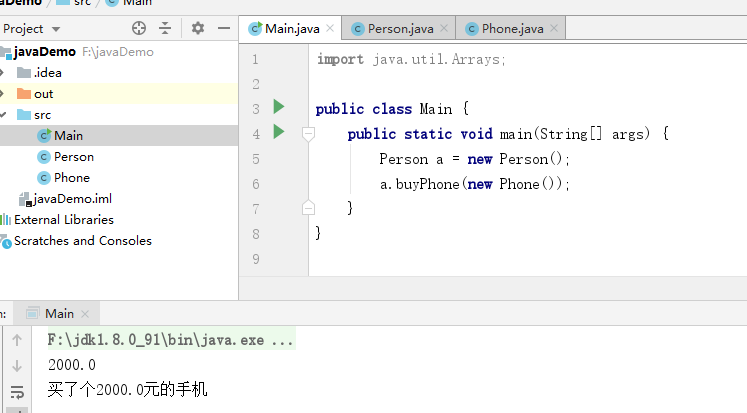 aDemo src Main
Project
javaDemo F:\javaDemo
.idea
out
src
Main
Person
Phone
javaDemo.iml
External Libraries
Scratches and Consoles
Main.java Person.java Phone.java
1 import java.util.Arrays;
2
3 public class Main {
4 public static void main(String[] args) {
5 Person a = new Person();
6 a.buyPhone(new Phone());
7 }
8 }
9
n: Main
F:\jdk1.8.0_91\bin\java.exe ...
2000.0
买了个2000.0元的手机